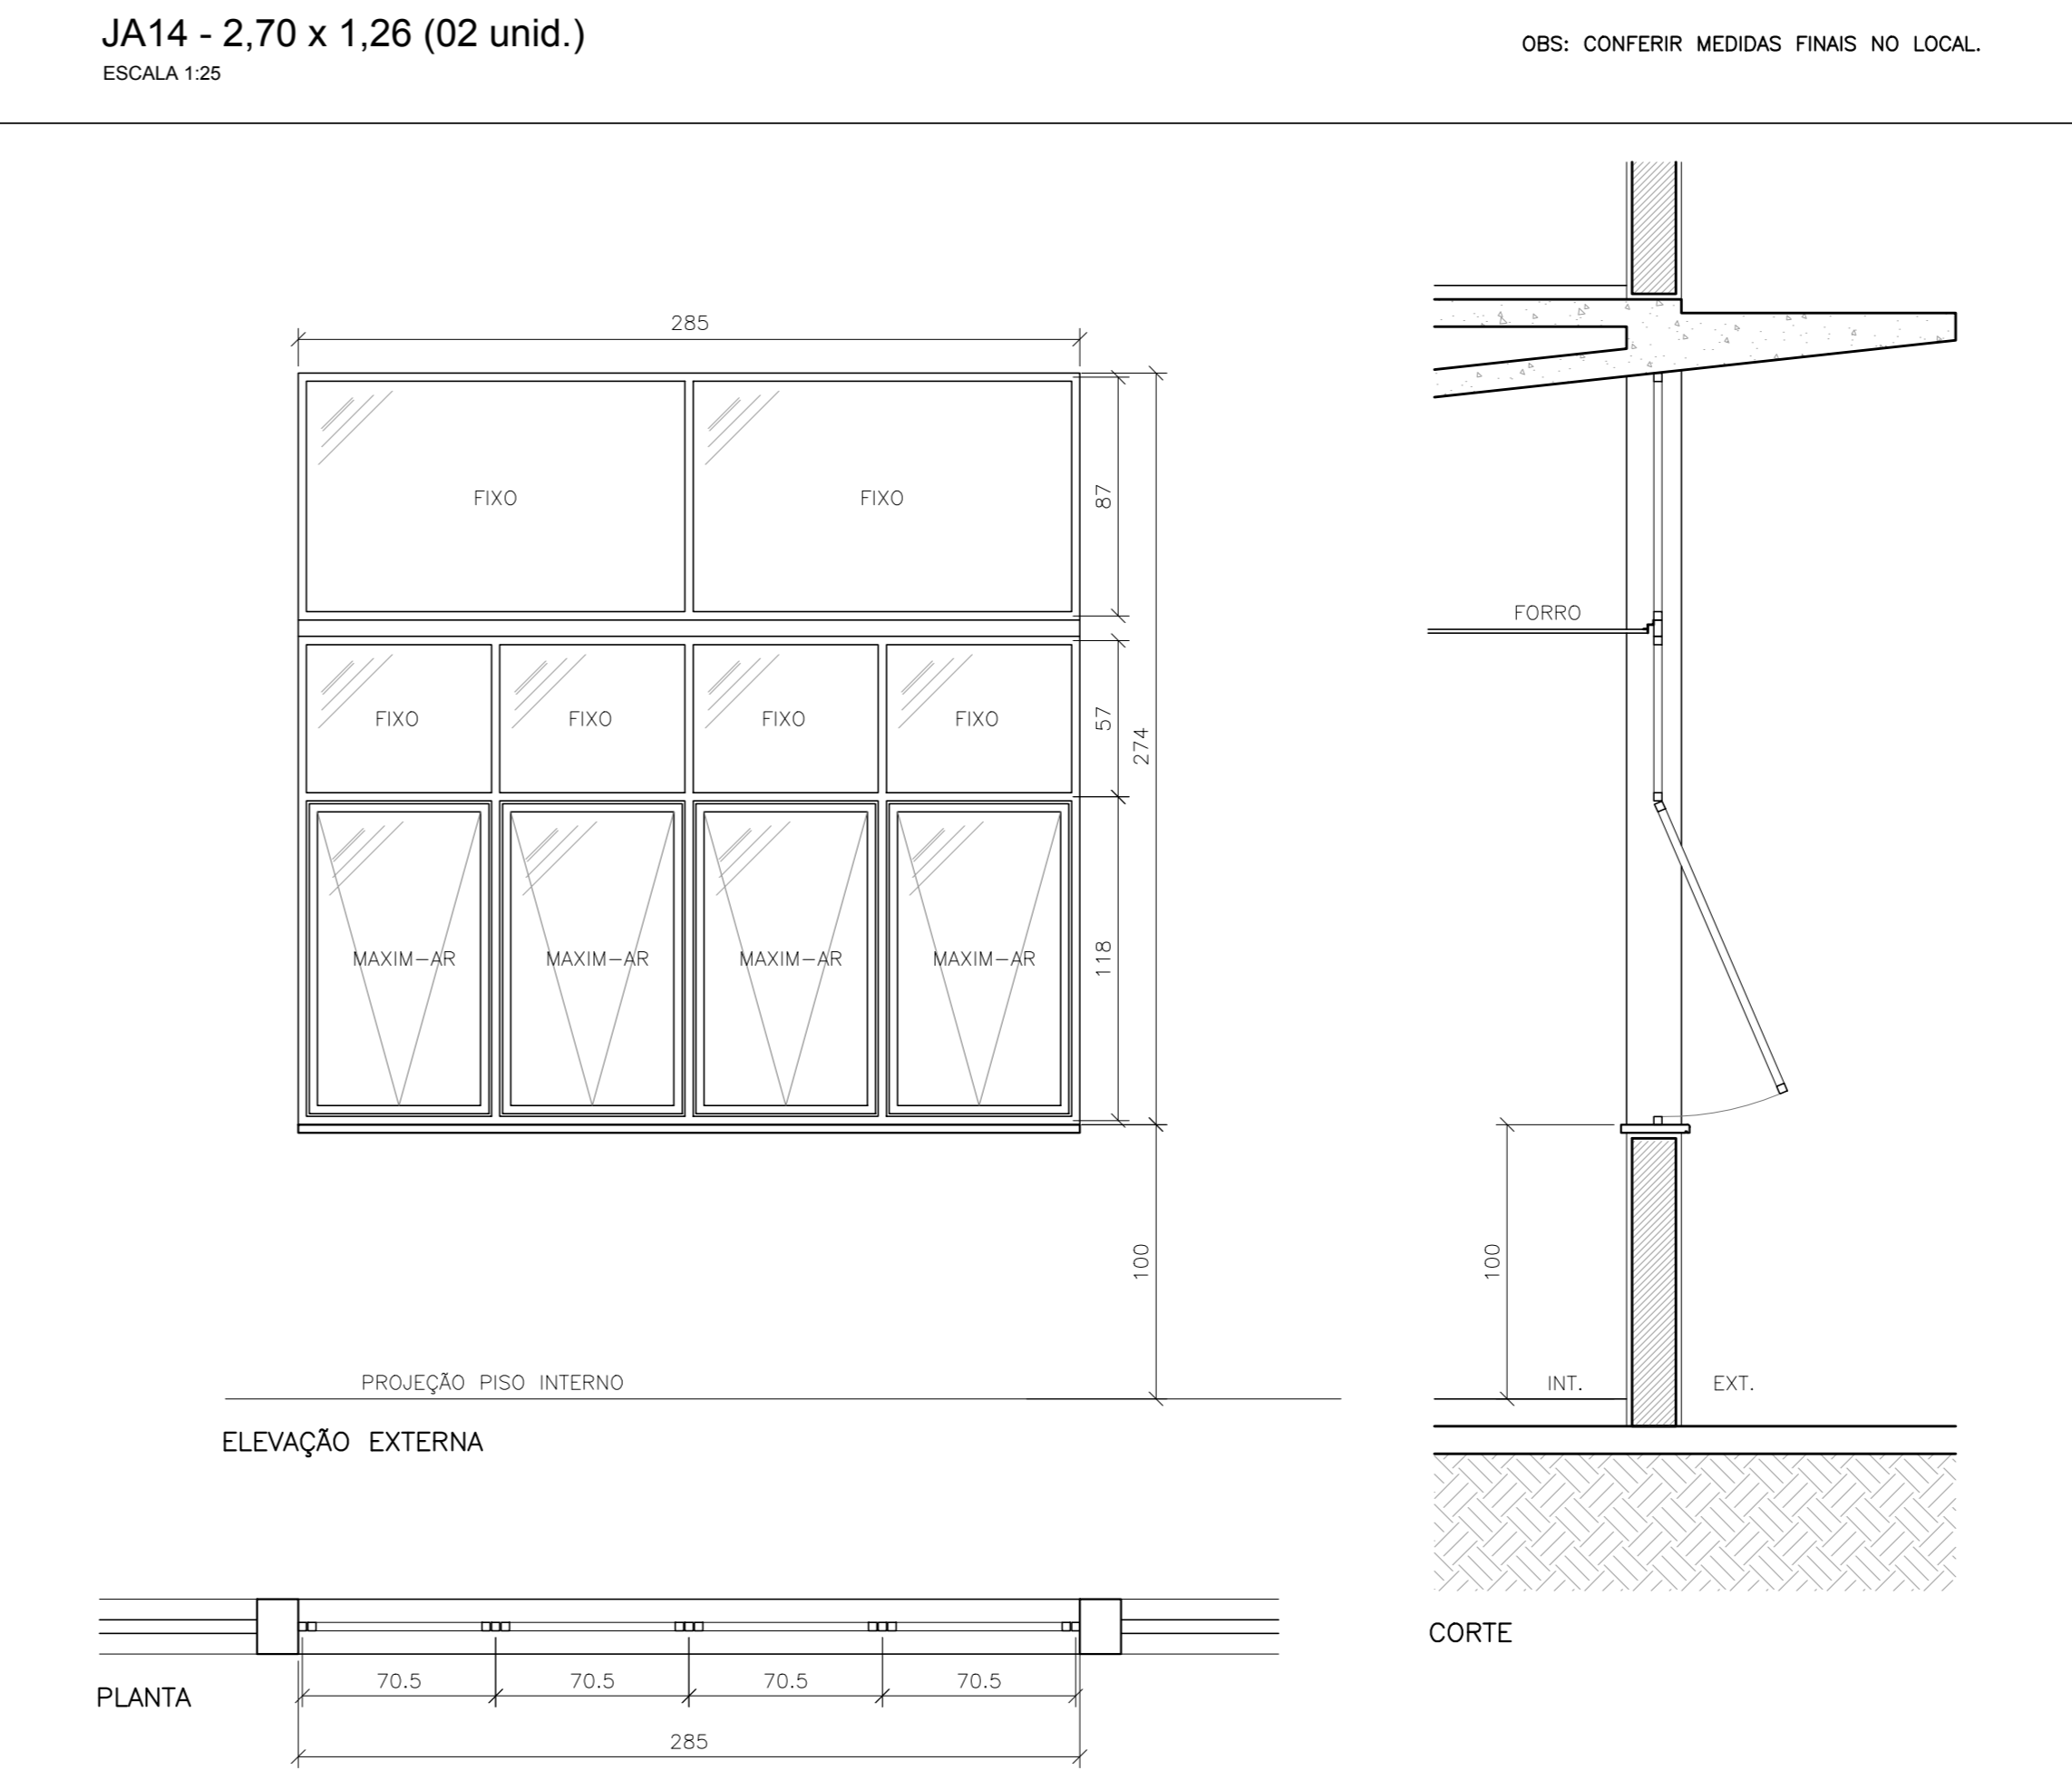 JA14 - 2,70 x 1,26 (02 unid.)
ESCALA 1:25
OBS: CONFERIR MEDIDAS FINAIS NO LOCAL.
285
FIXO
FIXO
87
FORRO
FIXO
FIXO
FIXO
FIXO
57
274
MAXIM-AR
MAXIM-AR
MAXIM-AR
MAXIM-AR
118
100
100
PROJEÇÃO PISO INTERNO
INT.
EXT.
ELEVAÇÃO EXTERNA
CORTE
70.5
70.5
70.5
70.5
PLANTA
285